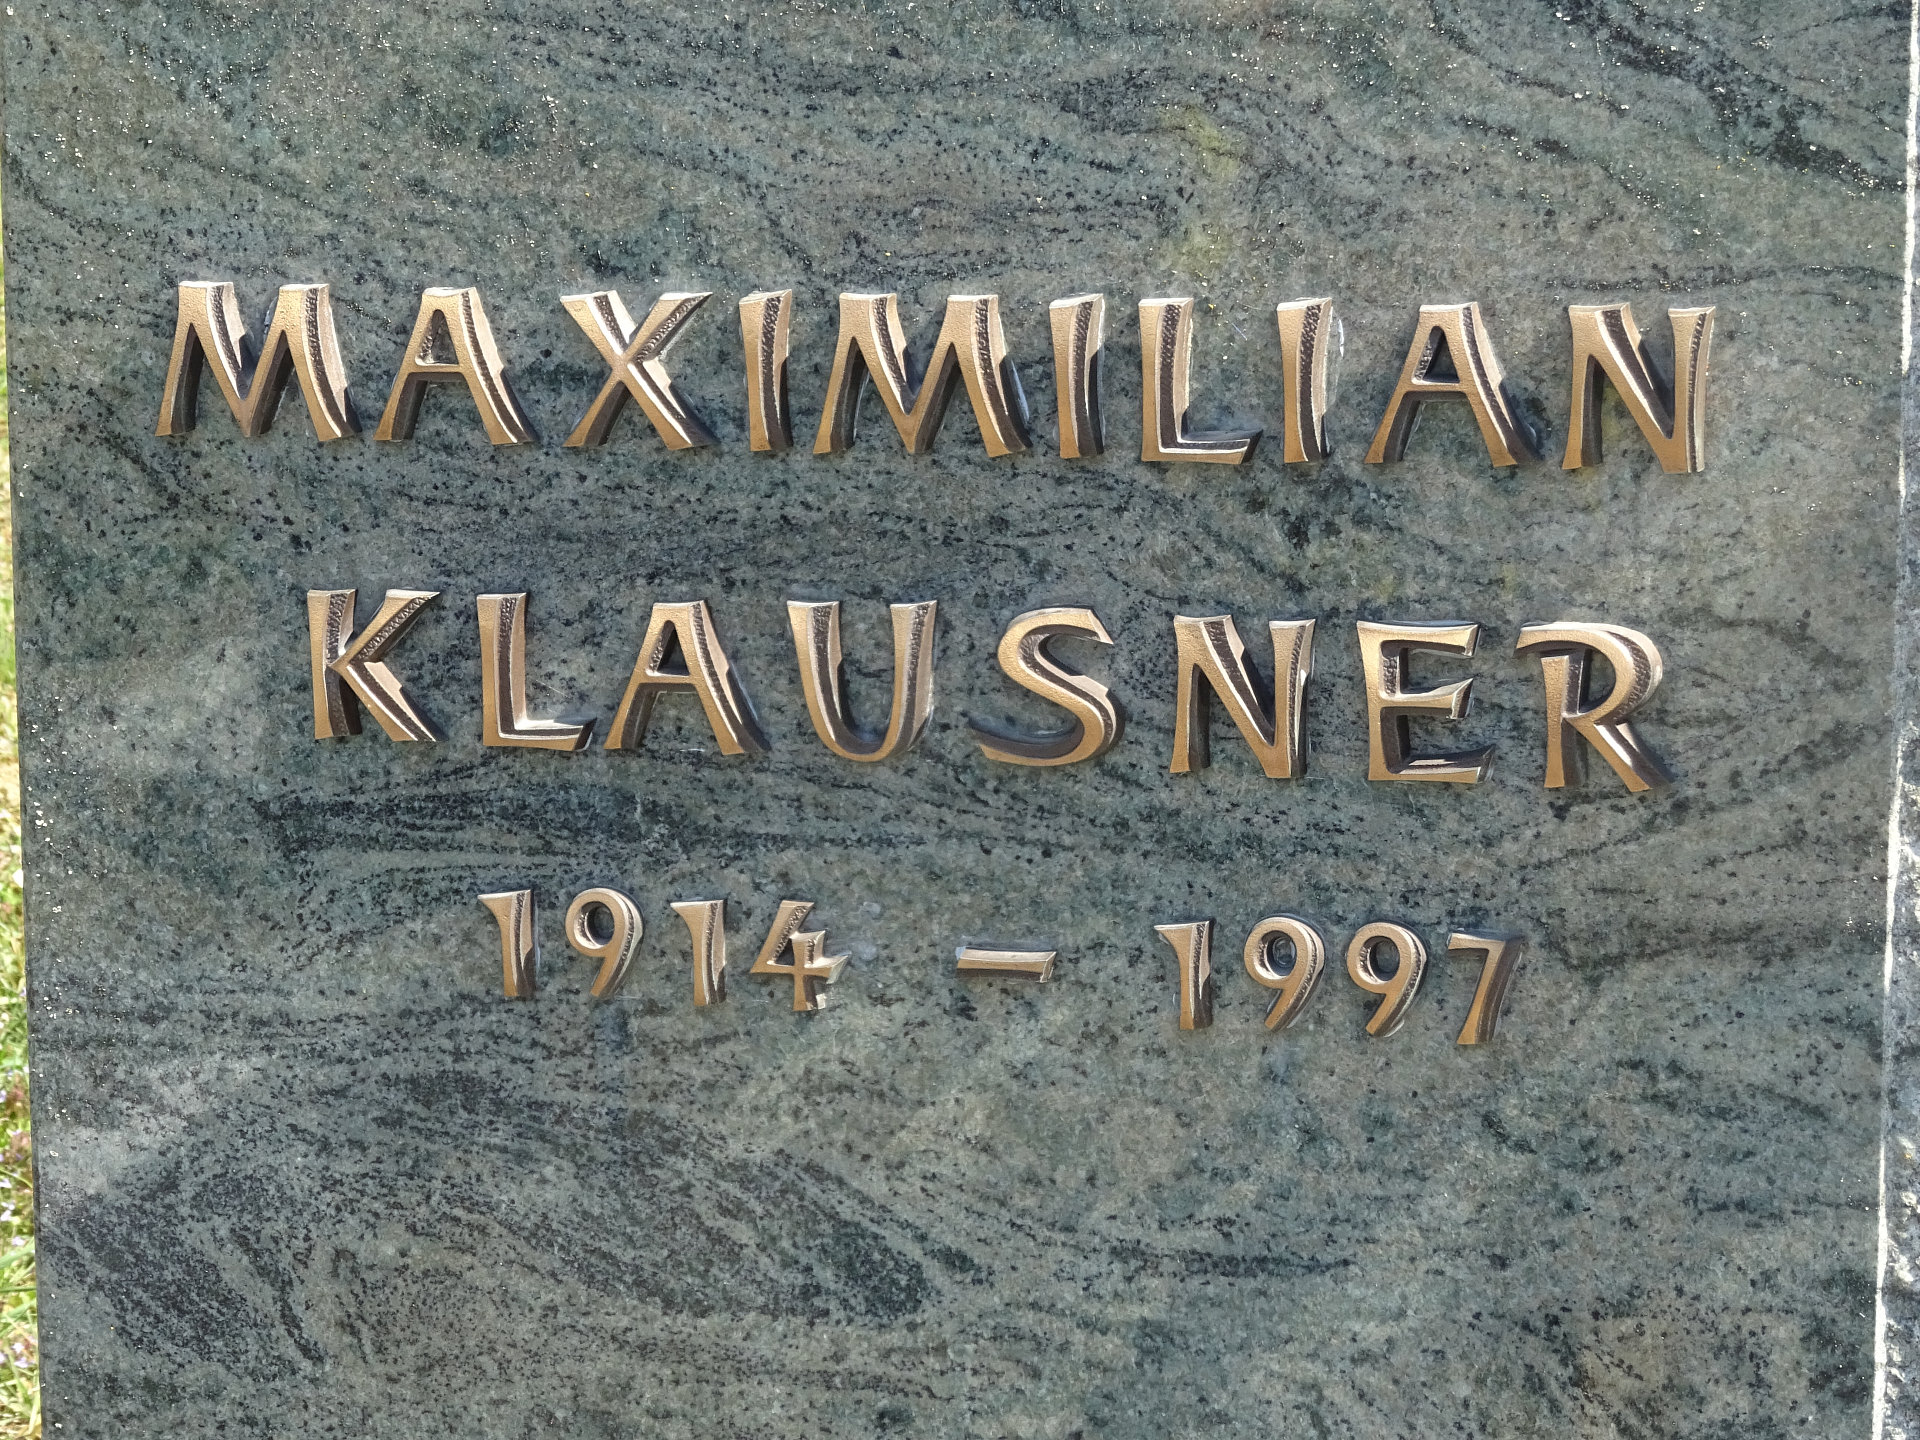 MAXIMILIAN
KLAUSNER
1914 – 1997